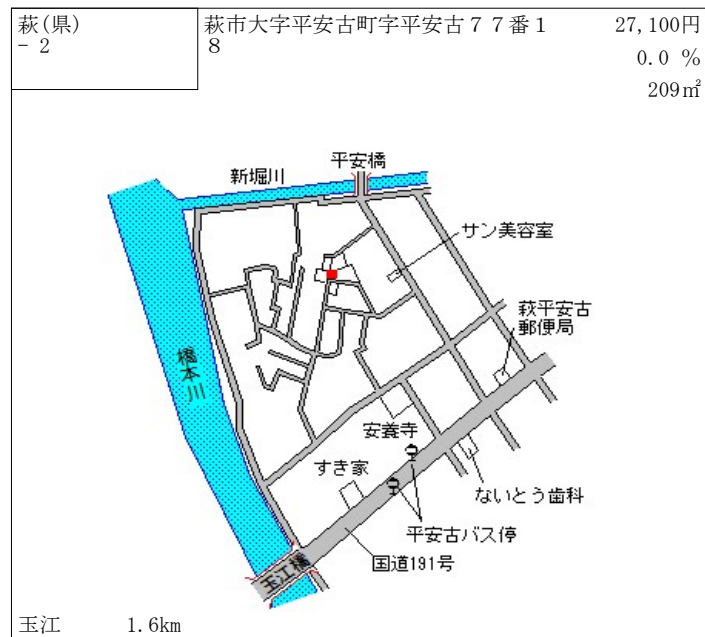 萩(県)
－2
萩市大字平安古町字平安古７７番１
８
27,100円
0.0 %
209㎡
平安橋
新堀川
サン美容室
萩平安古
郵便局
橋本川
安養寺
すき家
ないとう歯科
平安古バス停
国道191号
玉江橋
玉江 1.6km